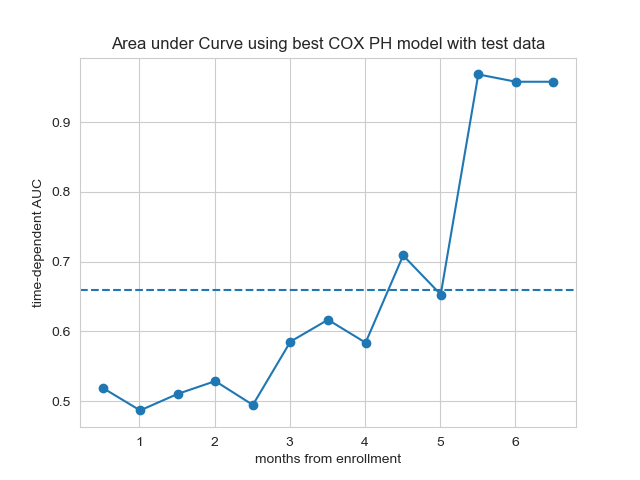 Area under Curve using best COX PH model with test data
time-dependent AUC
0.9
0.8
0.7
0.6
0.5
1 2 3 4 5 6
months from enrollment